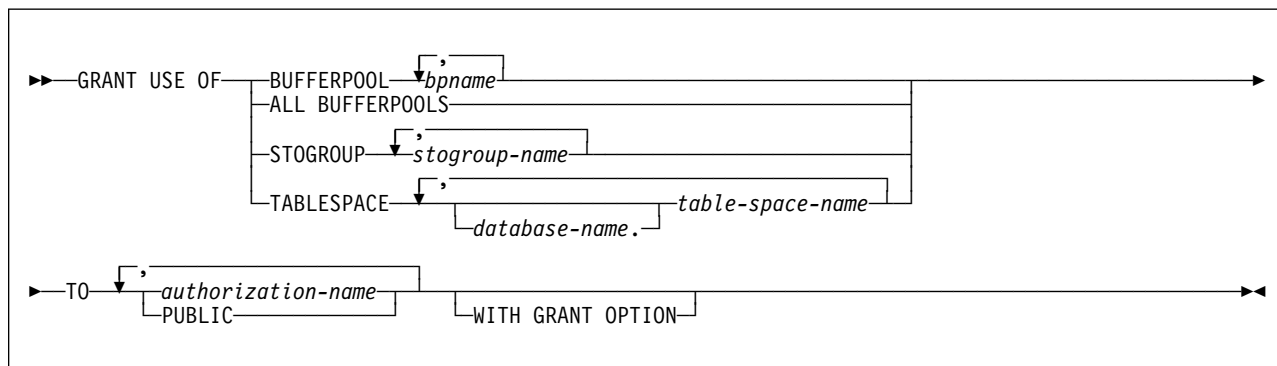 ,
GRANT USE OF BUFFERPOOL bpname
ALL BUFFERPOOLS
,
STOGROUP stogroup-name
,
TABLESPACE table-space-name
database-name.
,
TO authorization-name
PUBLIC WITH GRANT OPTION